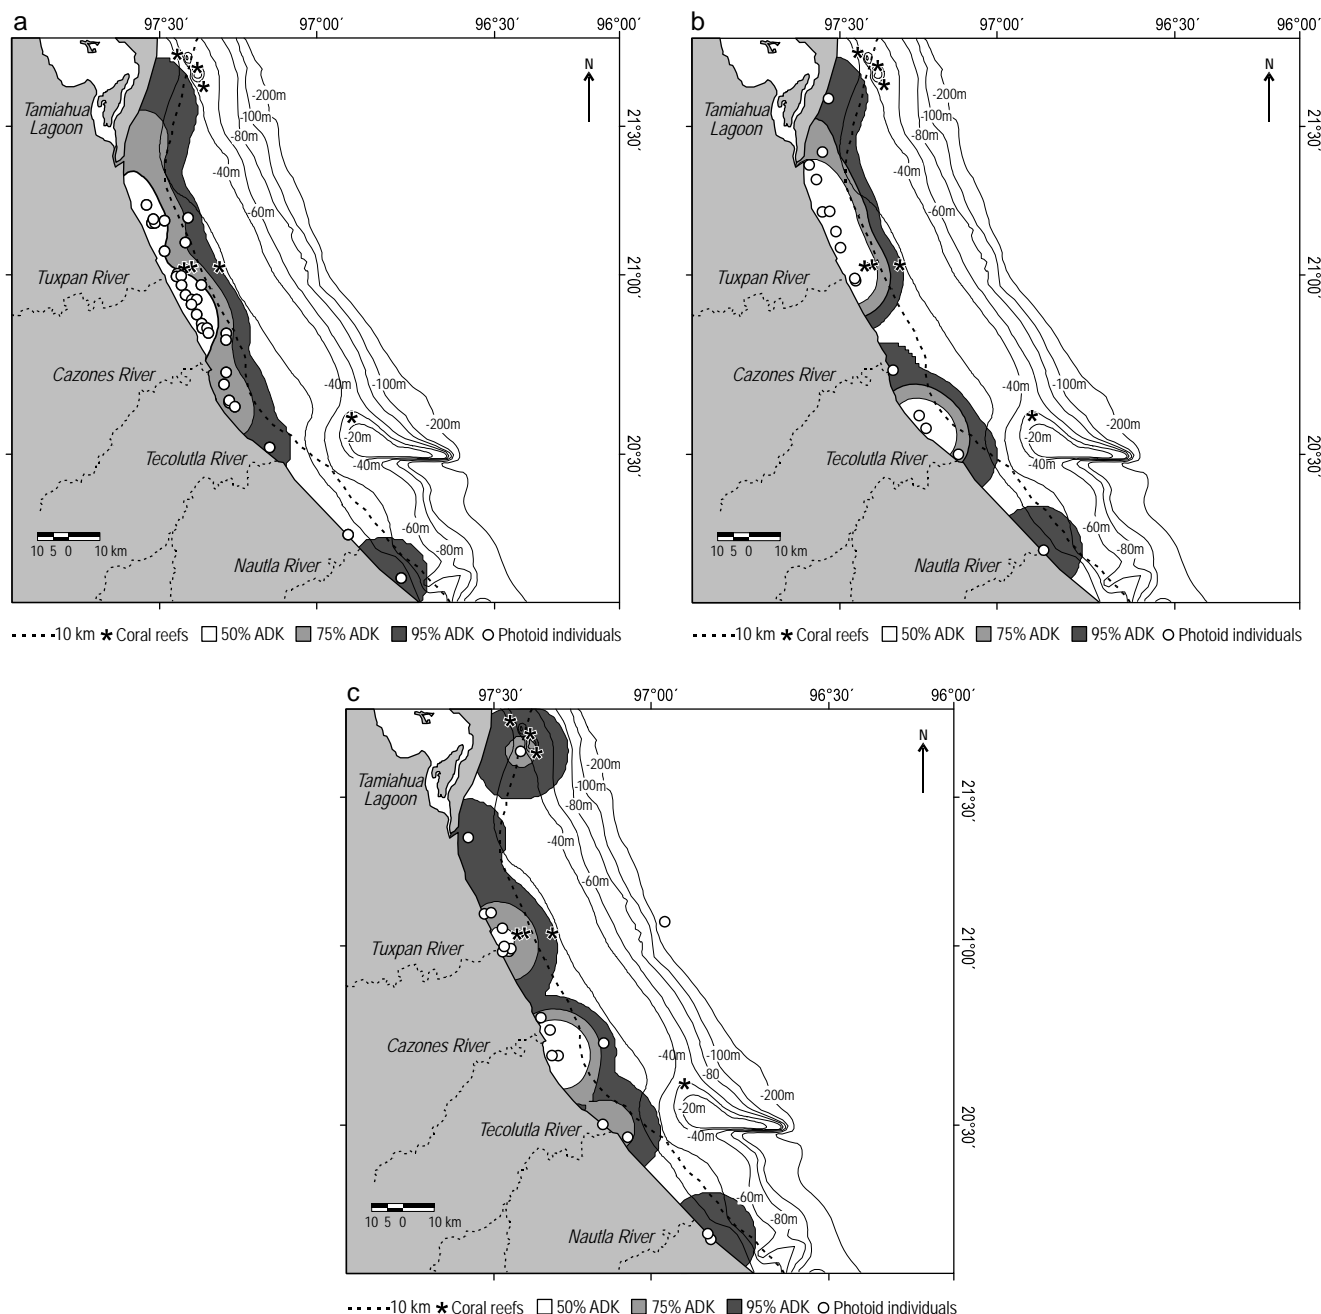 a
97°30′ 97°00′ 96°30′ 96°00′
N
Tamiahua
Lagoon
-200m
-100m
-80m
-40m
-60m
21°30′
Tuxpan River
21°00′
Cazones River
-40m
-100m
-200m
-20m
-40m
Tecolutla River
20°30′
-60m
-80m
Nautla River
10 5 0 10 km
10 km Coral reefs 50% ADK 75% ADK 95% ADK Photoid individuals
b
97°30′ 97°00′ 96°30′ 96°00′
N
Tamiahua
Lagoon
-200m
-100m
-80m
-40m
-60m
21°30′
Tuxpan River
21°00′
Cazones River
-40m
-100m
-200m
-20m
-40m
Tecolutla River
20°30′
-60m
-80m
Nautla River
10 5 0 10 km
10 km Coral reefs 50% ADK 75% ADK 95% ADK Photoid individuals
c
97°30′ 97°00′ 96°30′ 96°00′
N
Tamiahua
Lagoon
-200m
-100m
-80m
-40m
-60m
21°30′
Tuxpan River
21°00′
Cazones River
-40m
-100m
-80
-200m
-20m
-40m
Tecolutla River
20°30′
-60m
-80m
Nautla River
10 5 0 10 km
10 km Coral reefs 50% ADK 75% ADK 95% ADK Photoid individuals